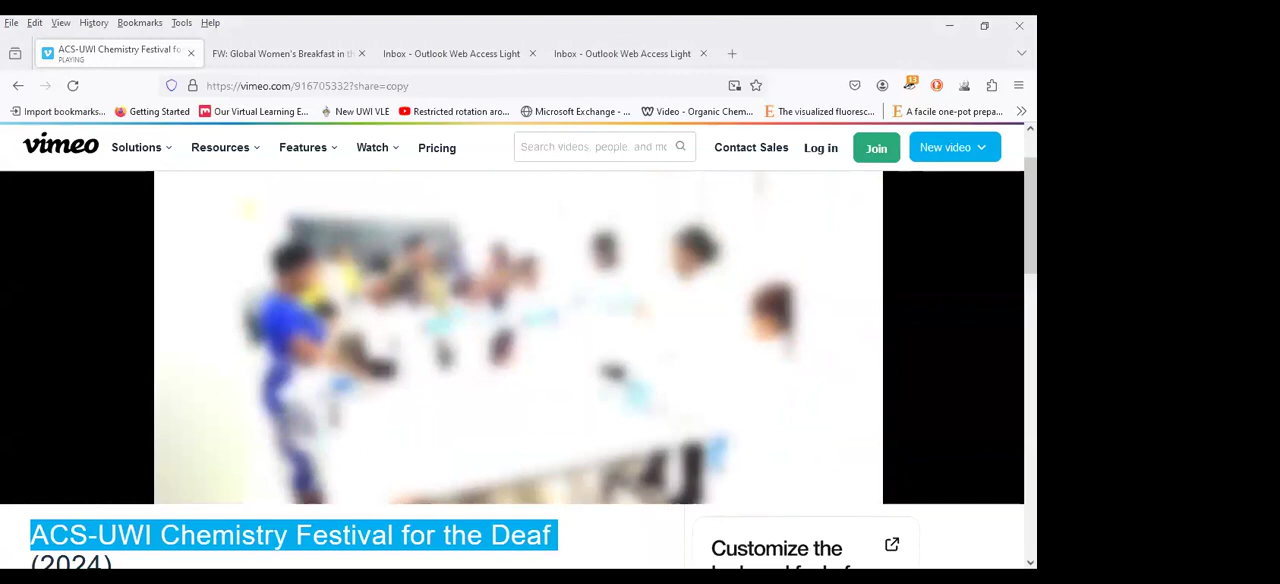 File Edit View History Bookmarks Tools Help
ACS-UWI Chemistry Festival fo
PLAYING
FW: Global Women's Breakfast in t
Inbox - Outlook Web Access Light
Inbox - Outlook Web Access Light
https://vimeo.com/916705332?share=copy
13
Import bookmarks...
Getting Started
Our Virtual Learning E...
New UWI VLE
Restricted rotation aro...
Microsoft Exchange - ...
Video - Organic Chem...
The visualized fluoresc...
A facile one-pot prepa...
vimeo
Solutions
Resources
Features
Watch
Pricing
Search videos, people, and mo
Contact Sales
Log in
Join
New video
ACS-UWI Chemistry Festival for the Deaf
(2024)
Customize the